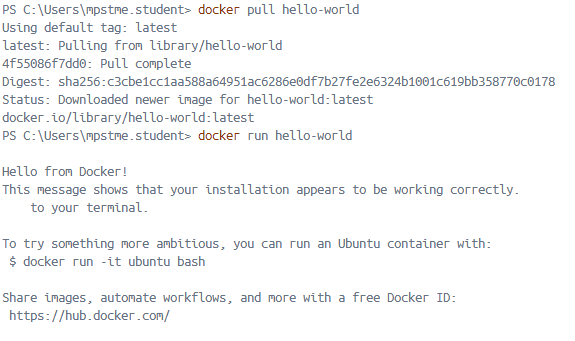 PS C:\Users\mpstme.student> docker pull hello-world
Using default tag: latest
latest: Pulling from library/hello-world
4f55086f7dd0: Pull complete
Digest: sha256:c3cbe1cc1aa588a64951ac6286e0df7b27fe2e6324b1001c619bb358770c0178
Status: Downloaded newer image for hello-world:latest
docker.io/library/hello-world:latest
PS C:\Users\mpstme.student> docker run hello-world

Hello from Docker!
This message shows that your installation appears to be working correctly.
    to your terminal.

To try something more ambitious, you can run an Ubuntu container with:
 $ docker run -it ubuntu bash

Share images, automate workflows, and more with a free Docker ID:
 https://hub.docker.com/